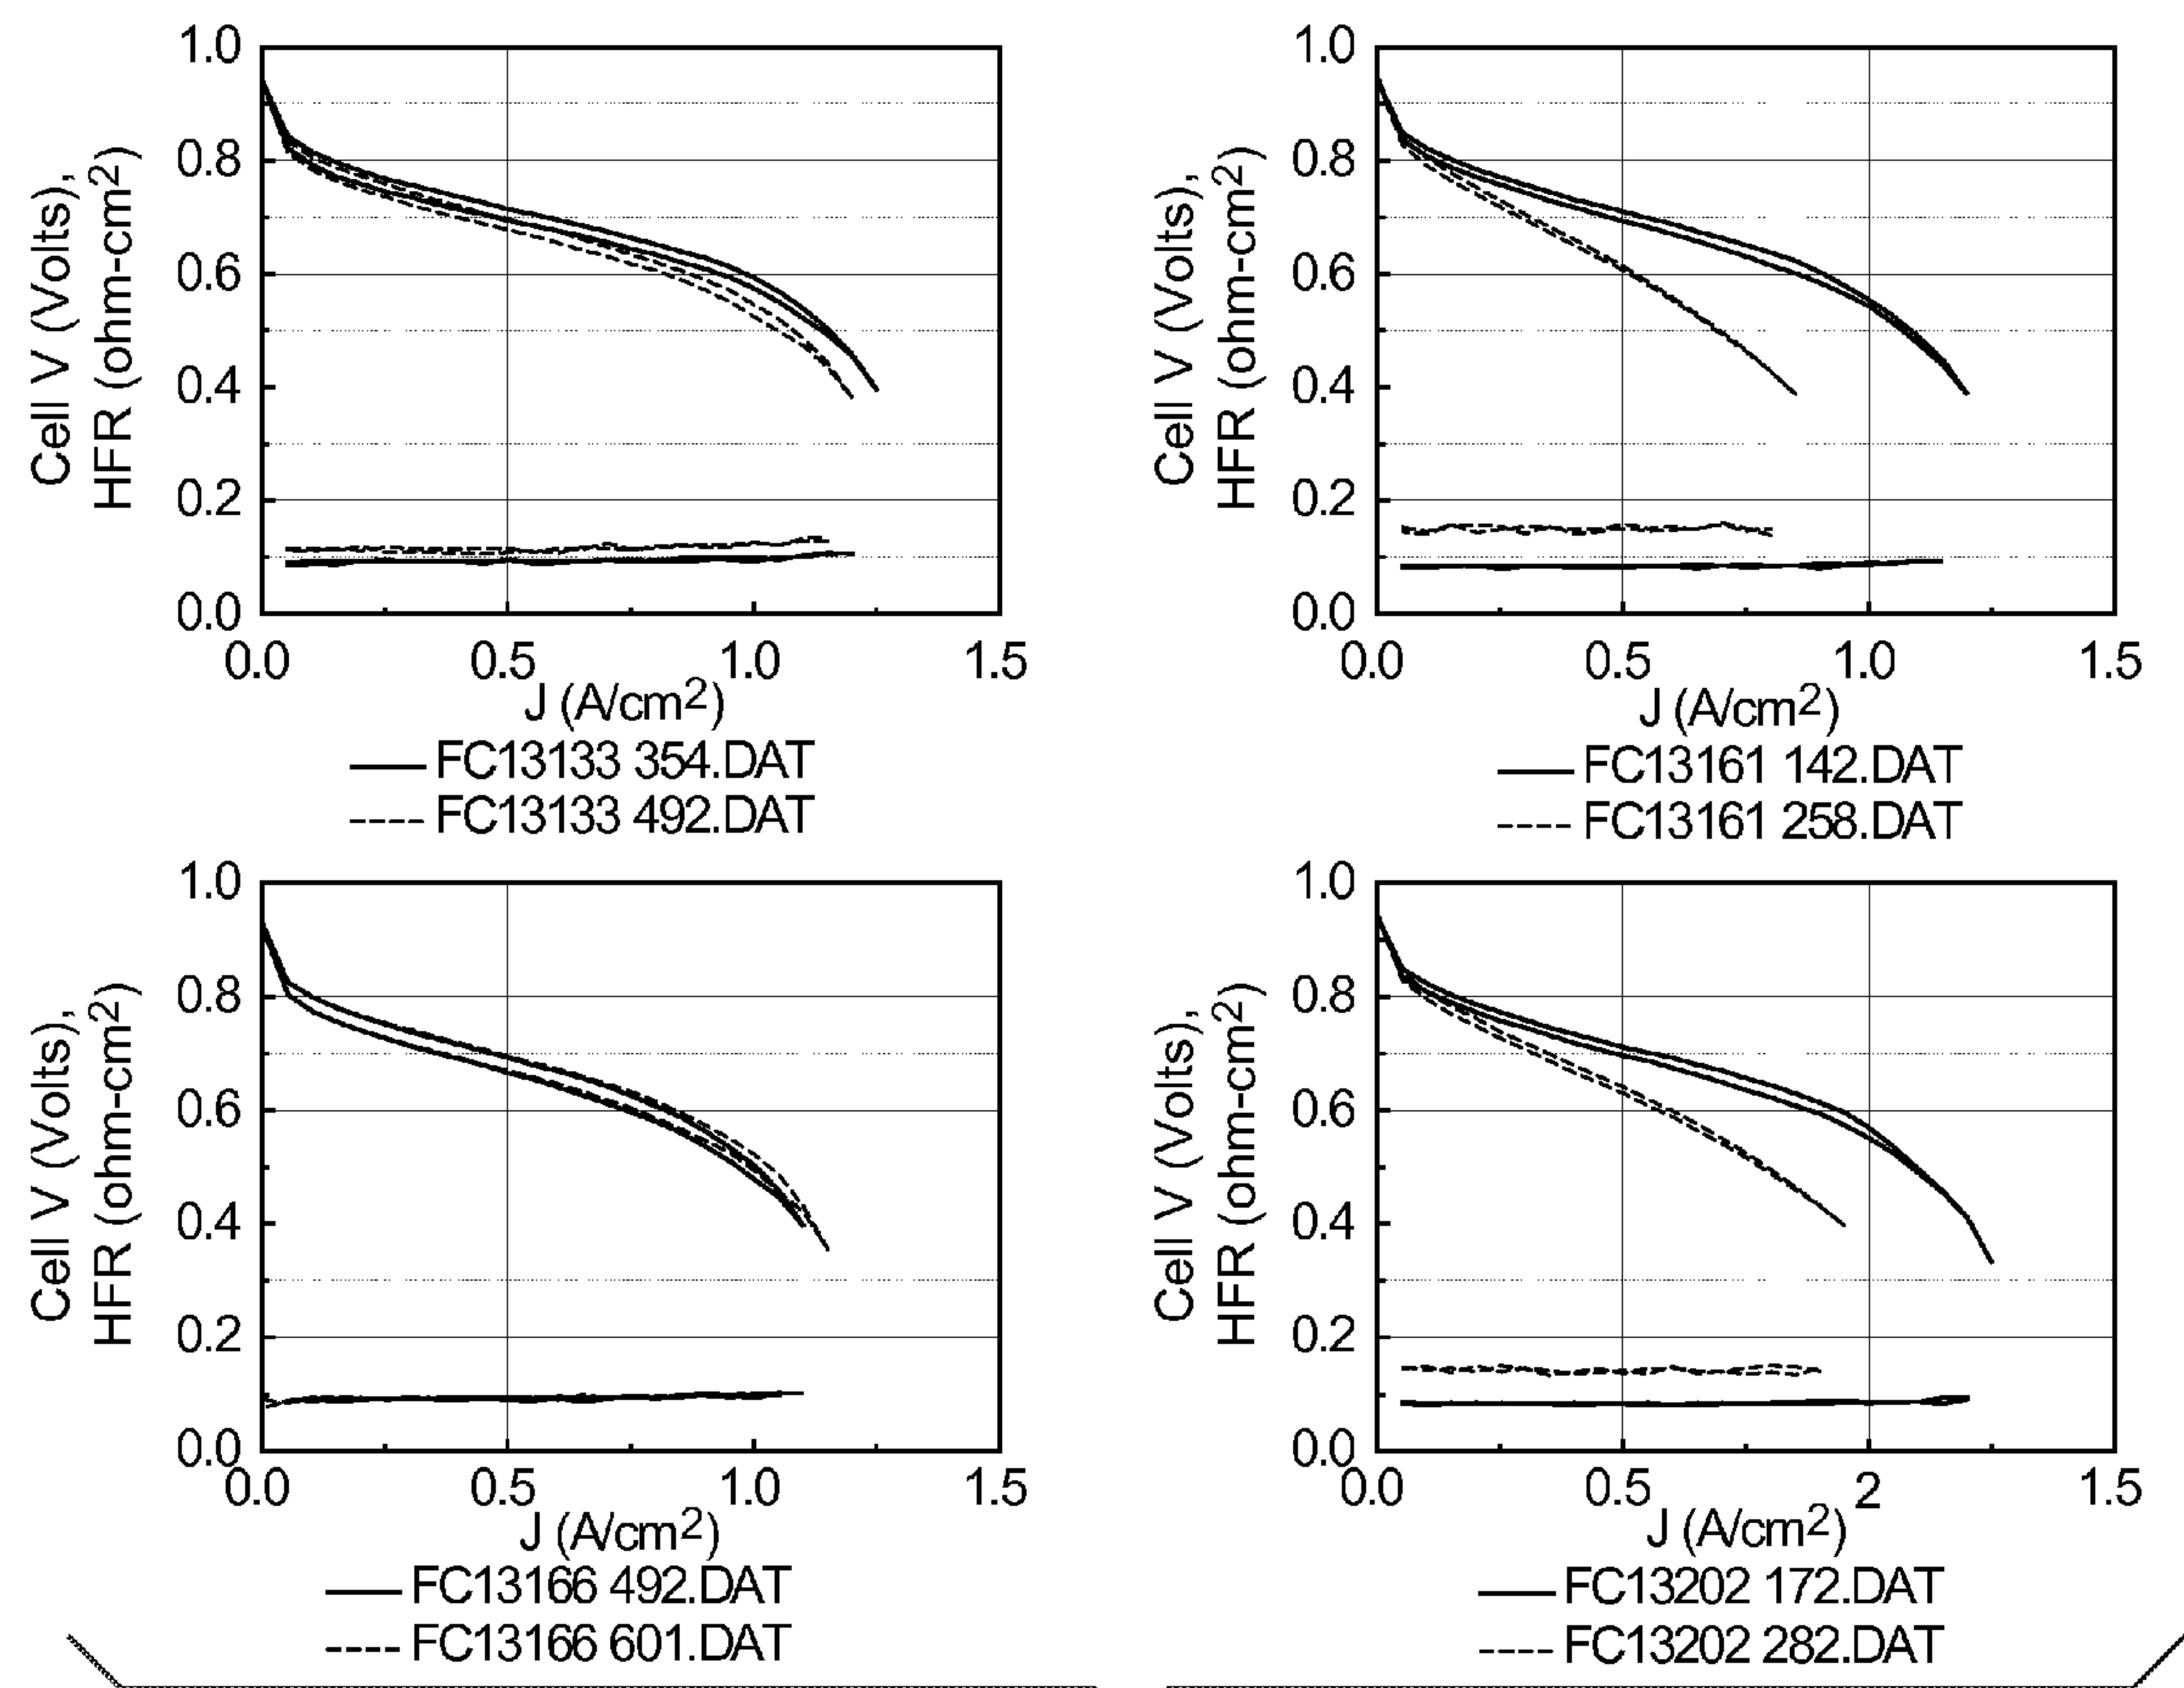 1.0
0.8
0.6
0.4
0.2
0.0
Cell V (Volts),
HFR (ohm-cm²)
0.0 0.5 1.0 1.5
J (A/cm²)
FC13133 354.DAT
FC13133 492.DAT
1.0
0.8
0.6
0.4
0.2
0.0
Cell V (Volts),
HFR (ohm-cm²)
0.0 0.5 1.0 1.5
J (A/cm²)
FC13161 142.DAT
FC13161 258.DAT
1.0
0.8
0.6
0.4
0.2
0.0
Cell V (Volts),
HFR (ohm-cm²)
0.0 0.5 1.0 1.5
J (A/cm²)
FC13166 492.DAT
FC13166 601.DAT
1.0
0.8
0.6
0.4
0.2
0.0
Cell V (Volts),
HFR (ohm-cm²)
0.0 0.5 2 1.5
J (A/cm²)
FC13202 172.DAT
FC13202 282.DAT